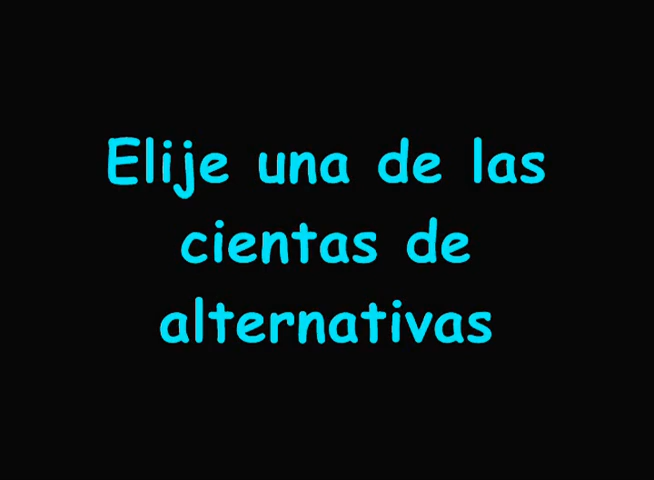 Elije una de las
cientas de
alternativas